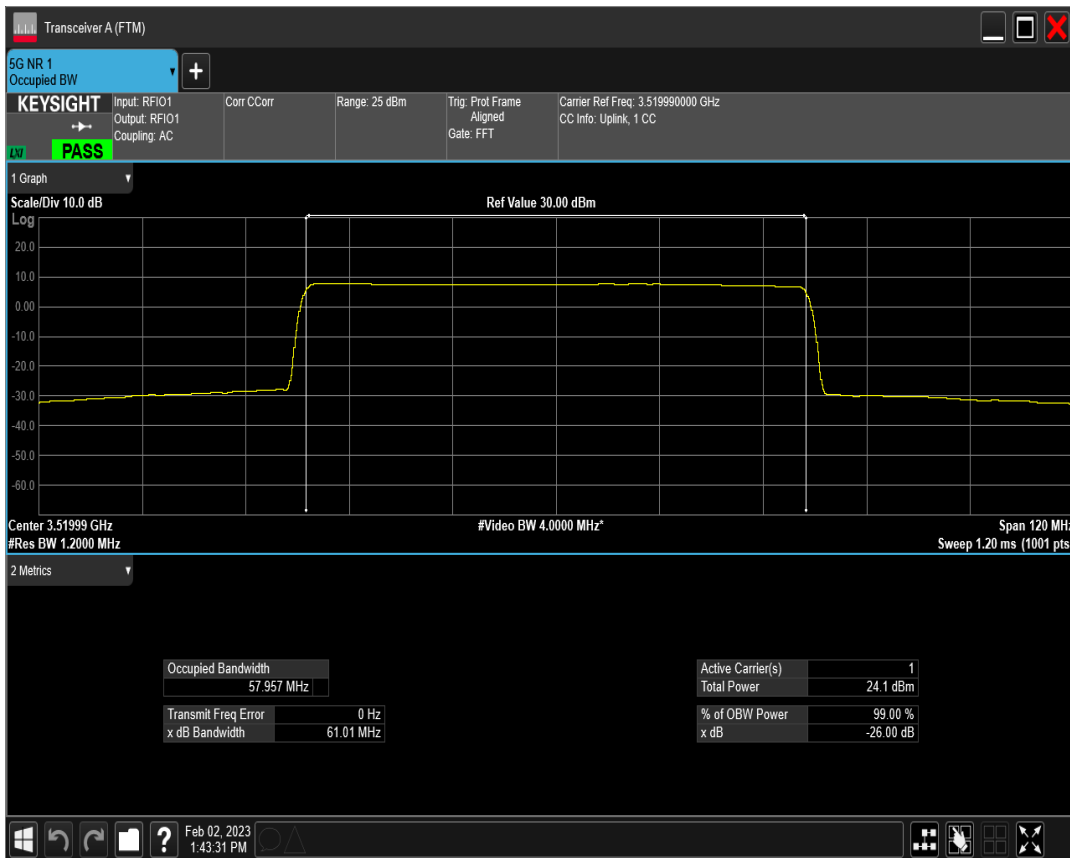 Transceiver A (FTM)
5G NR 1
Occupied BW
+
KEYSIGHT
LXI
PASS
Input: RFIO1
Output: RFIO1
Coupling: AC
Corr CCorr
Range: 25 dBm
Trig: Prot Frame
Aligned
Gate: FFT
Carrier Ref Freq: 3.519990000 GHz
CC Info: Uplink, 1 CC
1 Graph
Scale/Div 10.0 dB
Ref Value 30.00 dBm
Log
20.0
10.0
0.00
-10.0
-20.0
-30.0
-40.0
-50.0
-60.0
Center 3.51999 GHz
#Video BW 4.0000 MHz*
Span 120 MHz
#Res BW 1.2000 MHz
Sweep 1.20 ms (1001 pts
2 Metrics
Occupied Bandwidth
57.957 MHz
Transmit Freq Error 0 Hz
x dB Bandwidth 61.01 MHz
Active Carrier(s) 1
Total Power 24.1 dBm
% of OBW Power 99.00 %
x dB -26.00 dB
?
Feb 02, 2023
1:43:31 PM